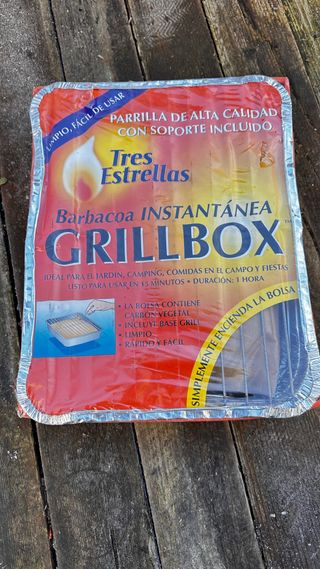 LIMPIO, FÁCIL DE USAR
PARRILLA DE ALTA CALIDAD
CON SOPORTE INCLUIDO
Tres
Estrellas
Barbacoa INSTANTÁNEA
GRILLBOX™
IDEAL PARA EL JARDÍN, CAMPING, COMIDAS EN EL CAMPO Y FIESTAS
LISTO PARA USAR EN 15 MINUTOS • DURACIÓN: 1 HORA
• LA BOLSA CONTIENE
CARBÓN VEGETAL
• INCLUYE BASE GRILL
• LIMPIO
• RÁPIDO Y FÁCIL
SIMPLEMENTE ENCIENDA LA BOLSA